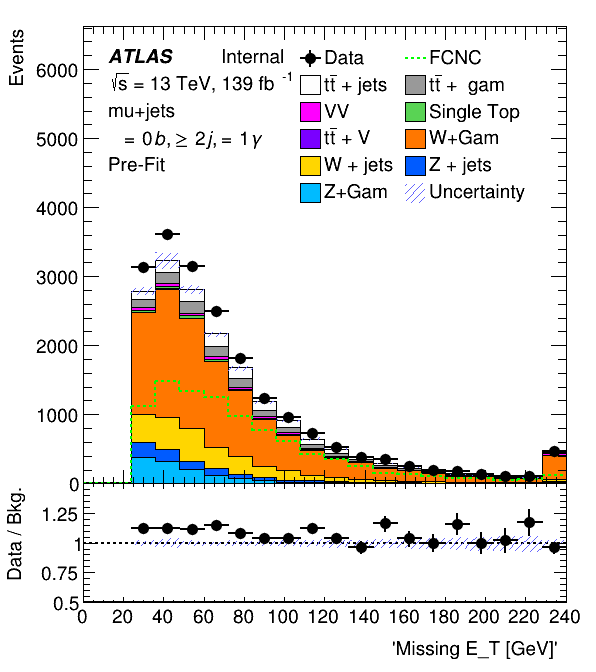 Events
6000
5000
4000
3000
2000
1000
0
ATLAS Internal
√s = 13 TeV, 139 fb⁻¹
mu+jets
= 0b, ≥ 2j, = 1γ
Pre-Fit
Data
FCNC
tt̄ + jets
tt̄ + gam
VV
Single Top
tt̄ + V
W+Gam
W + jets
Z + jets
Z+Gam
Uncertainty
Data / Bkg.
1.25
1
0.75
0.5
0 20 40 60 80 100 120 140 160 180 200 220 240
'Missing E_T [GeV]'